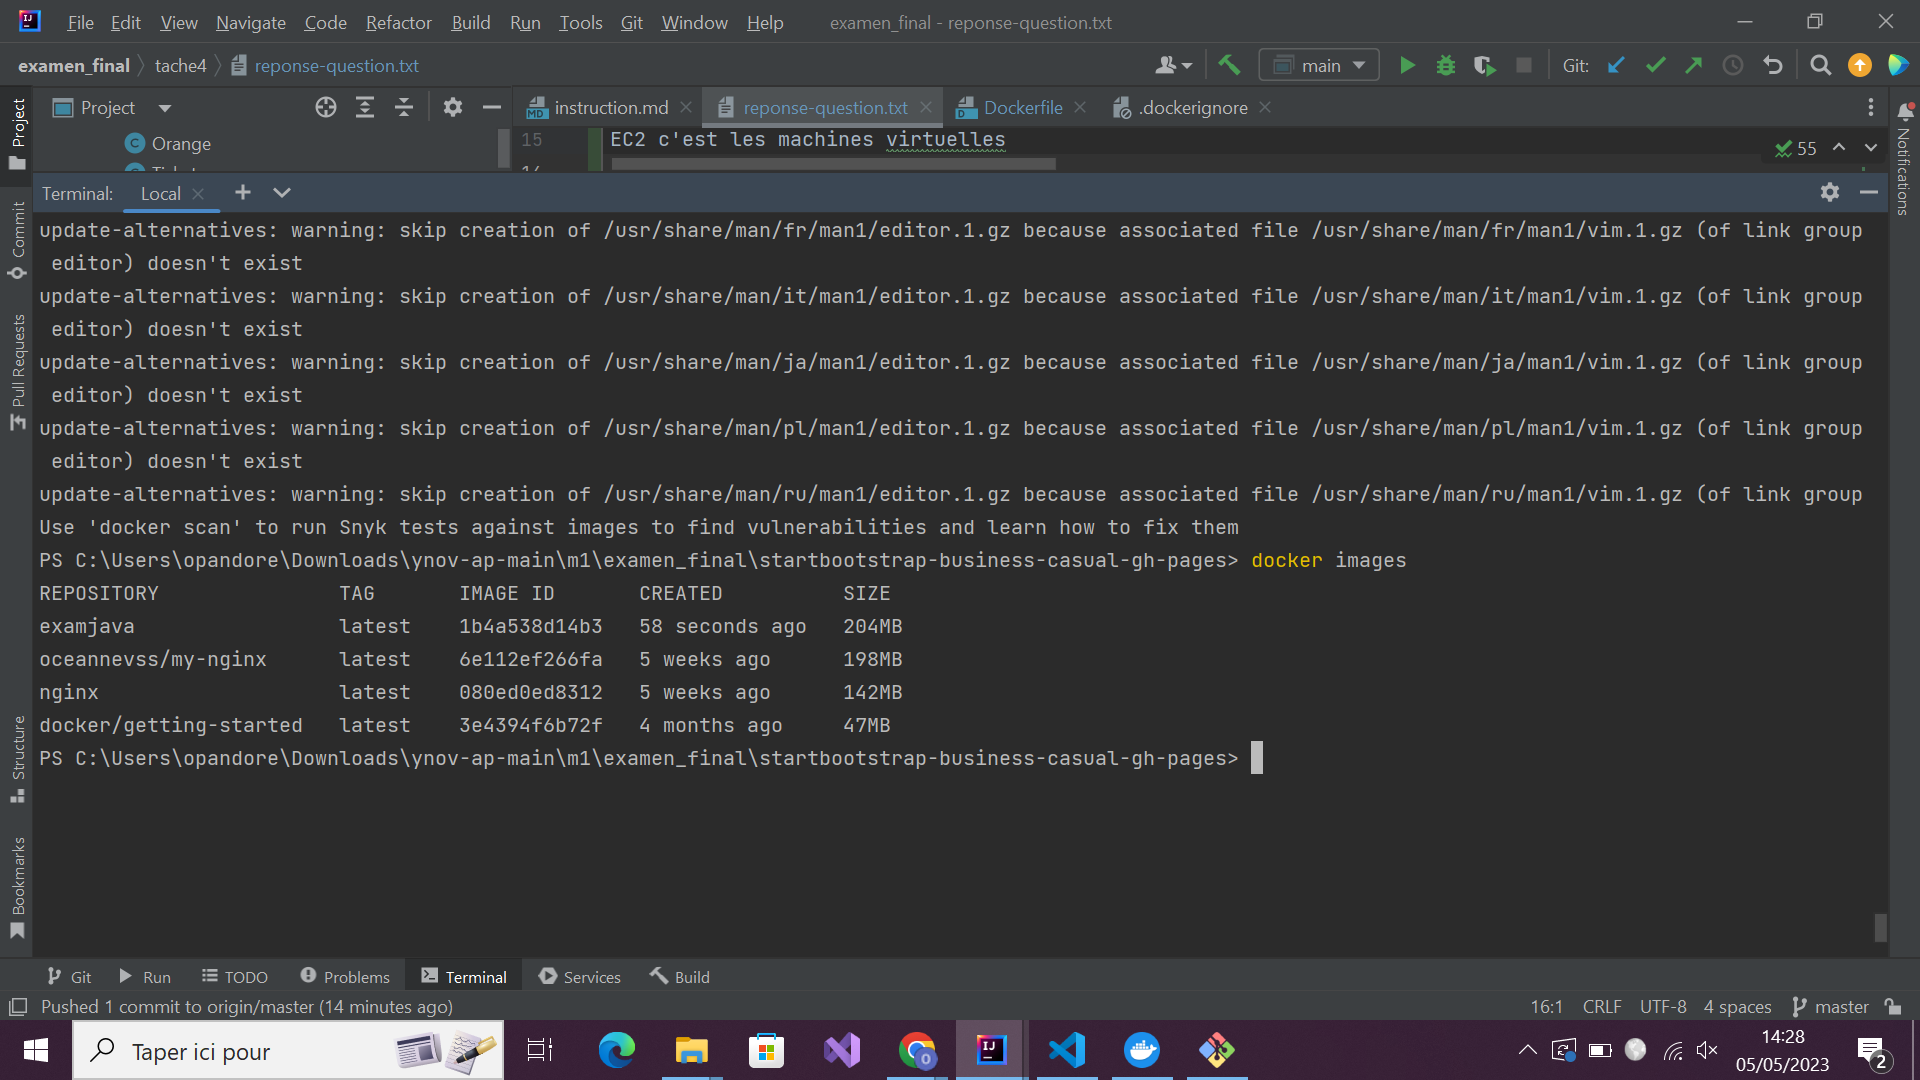 File Edit View Navigate Code Refactor Build Run Tools Git Window Help examen_final - reponse-question.txt
examen_final tache4 reponse-question.txt main Git:
Project instruction.md reponse-question.txt Dockerfile .dockerignore
Orange
15 EC2 c'est les machines virtuelles
55
Terminal: Local
update-alternatives: warning: skip creation of /usr/share/man/fr/man1/editor.1.gz because associated file /usr/share/man/fr/man1/vim.1.gz (of link group
editor) doesn't exist
update-alternatives: warning: skip creation of /usr/share/man/it/man1/editor.1.gz because associated file /usr/share/man/it/man1/vim.1.gz (of link group
editor) doesn't exist
update-alternatives: warning: skip creation of /usr/share/man/ja/man1/editor.1.gz because associated file /usr/share/man/ja/man1/vim.1.gz (of link group
editor) doesn't exist
update-alternatives: warning: skip creation of /usr/share/man/pl/man1/editor.1.gz because associated file /usr/share/man/pl/man1/vim.1.gz (of link group
editor) doesn't exist
update-alternatives: warning: skip creation of /usr/share/man/ru/man1/editor.1.gz because associated file /usr/share/man/ru/man1/vim.1.gz (of link group
Use 'docker scan' to run Snyk tests against images to find vulnerabilities and learn how to fix them
PS C:\Users\opandore\Downloads\ynov-ap-main\m1\examen_final\startbootstrap-business-casual-gh-pages> docker images
REPOSITORY TAG IMAGE ID CREATED SIZE
examjava latest 1b4a538d14b3 58 seconds ago 204MB
oceannevss/my-nginx latest 6e112ef266fa 5 weeks ago 198MB
nginx latest 080ed0ed8312 5 weeks ago 142MB
docker/getting-started latest 3e4394f6b72f 4 months ago 47MB
PS C:\Users\opandore\Downloads\ynov-ap-main\m1\examen_final\startbootstrap-business-casual-gh-pages>
Project
Commit
Pull Requests
Structure
Bookmarks
Notifications
Git Run TODO Problems Terminal Services Build
Pushed 1 commit to origin/master (14 minutes ago) 16:1 CRLF UTF-8 4 spaces master
Taper ici pour
14:28
05/05/2023
2